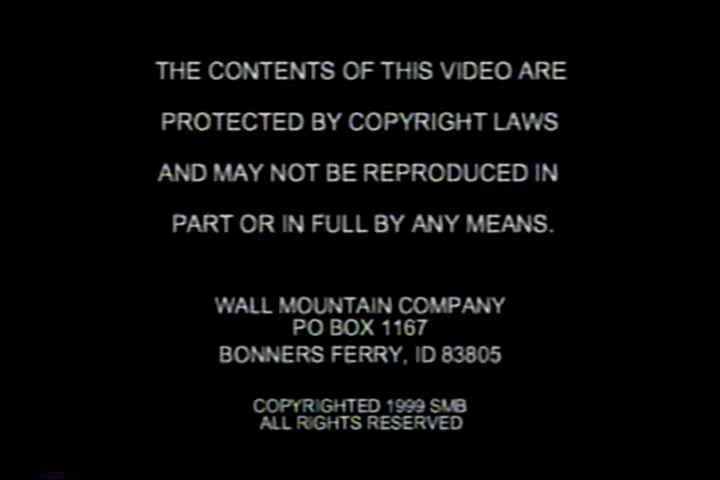 THE CONTENTS OF THIS VIDEO ARE
PROTECTED BY COPYRIGHT LAWS
AND MAY NOT BE REPRODUCED IN
PART OR IN FULL BY ANY MEANS.
WALL MOUNTAIN COMPANY
PO BOX 1167
BONNERS FERRY, ID 83805
COPYRIGHTED 1999 SMB
ALL RIGHTS RESERVED